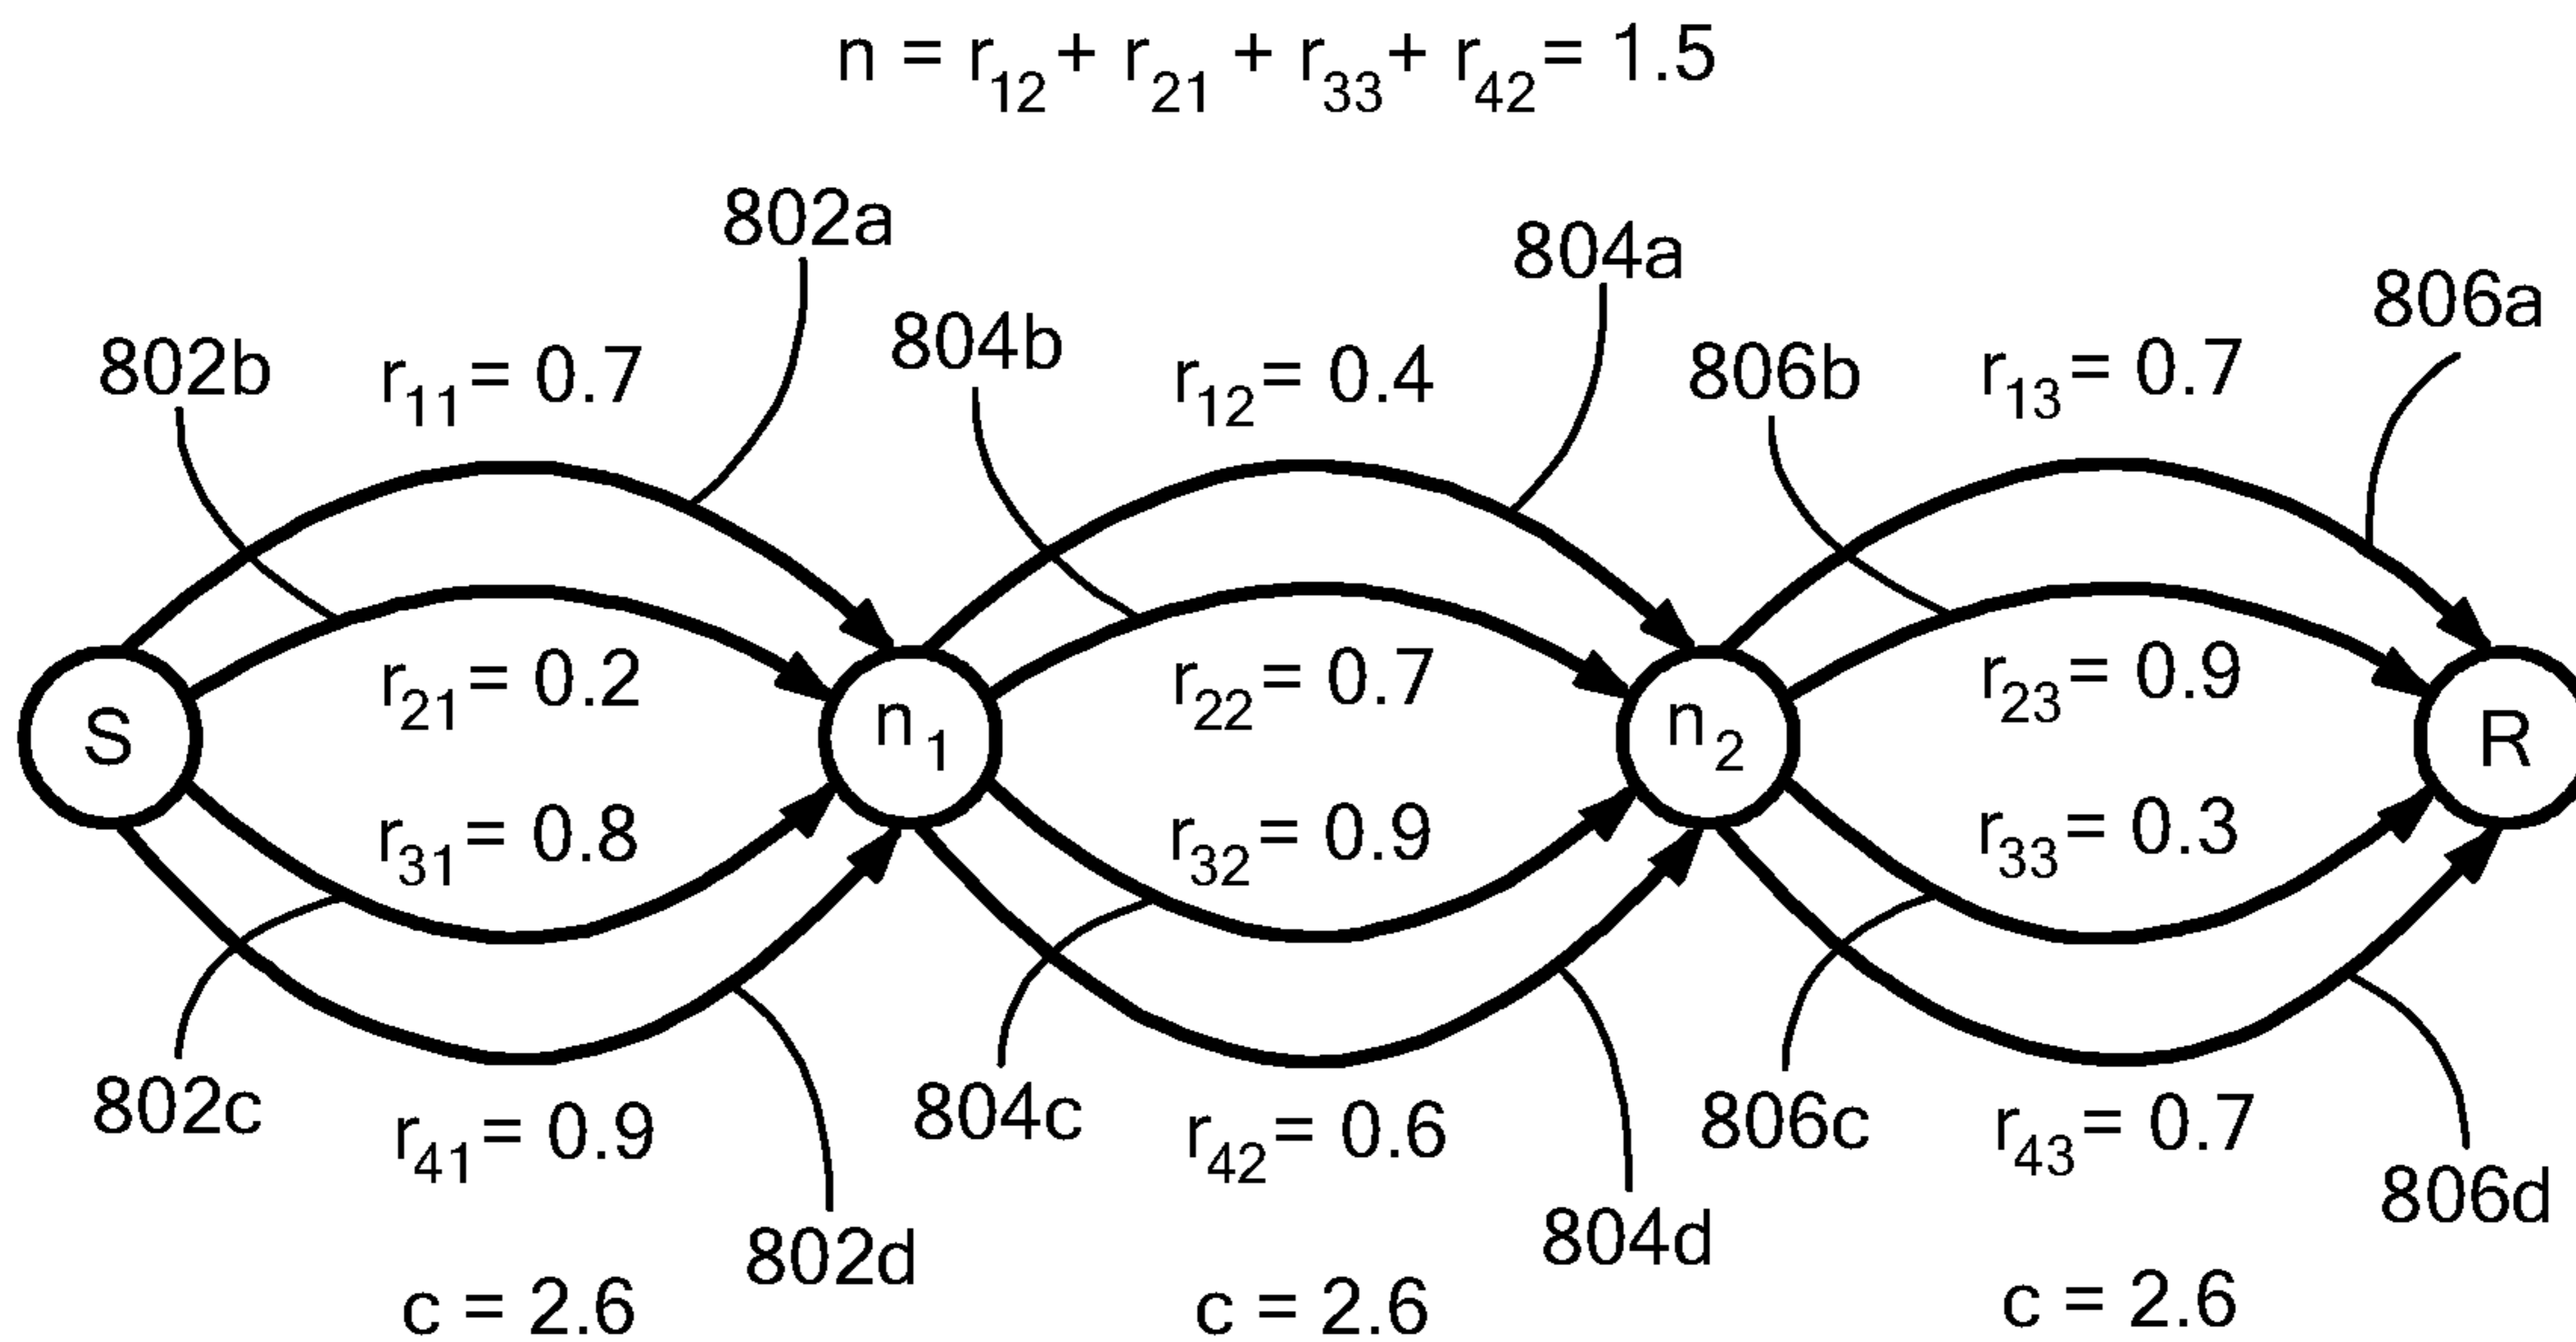 n = r12 + r21 + r33 + r42 = 1.5
802a
804a
806a
802b
r11 = 0.7
804b
r12 = 0.4
806b
r13 = 0.7
r21 = 0.2
r22 = 0.7
r23 = 0.9
S
n1
n2
R
r31 = 0.8
r32 = 0.9
r33 = 0.3
802c
r41 = 0.9
804c
r42 = 0.6
806c
r43 = 0.7
802d
804d
806d
c = 2.6
c = 2.6
c = 2.6